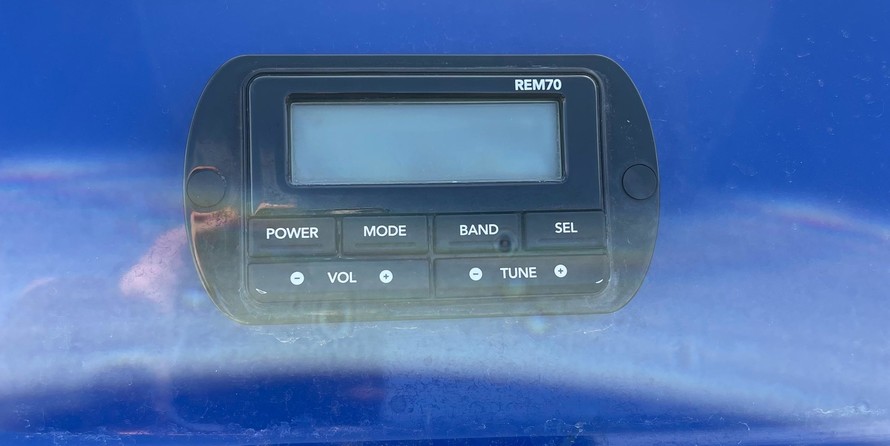 REM70
POWER MODE BAND SEL
- VOL + - TUNE +